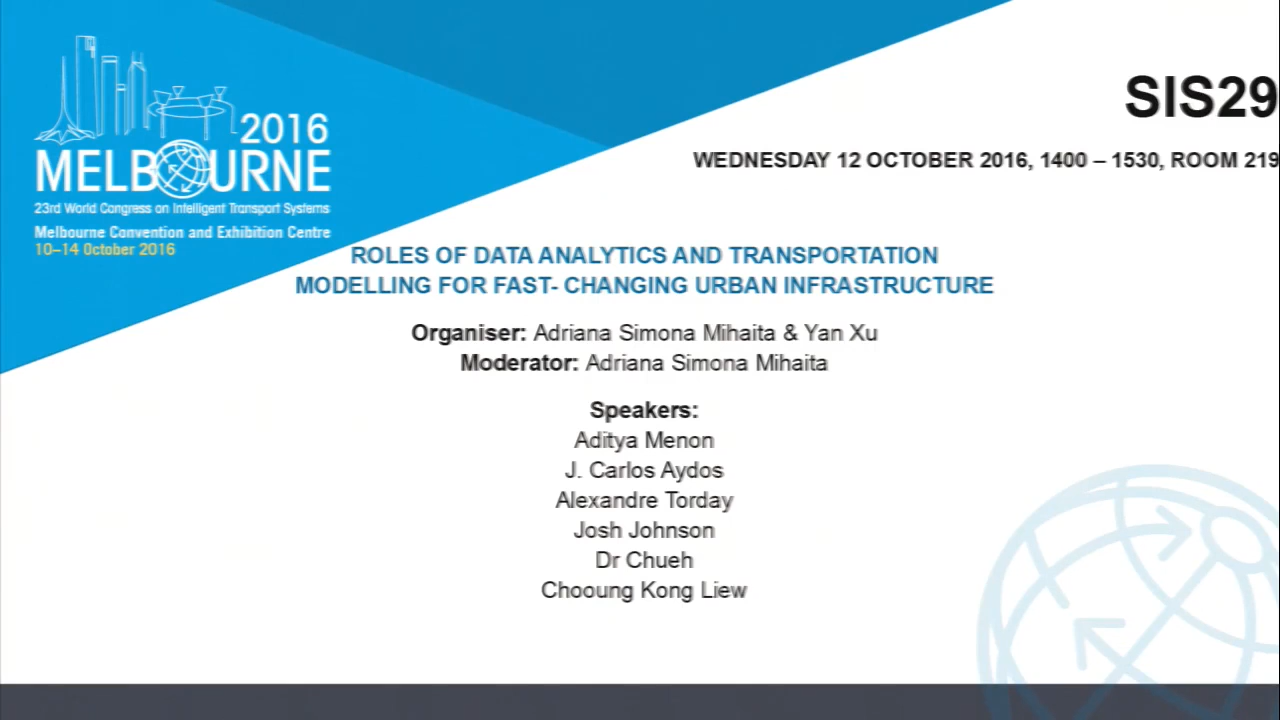 2016
MELBOURNE
23rd World Congress on Intelligent Transport Systems
Melbourne Convention and Exhibition Centre
10–14 October 2016
SIS29
WEDNESDAY 12 OCTOBER 2016, 1400 – 1530, ROOM 219
ROLES OF DATA ANALYTICS AND TRANSPORTATION
MODELLING FOR FAST- CHANGING URBAN INFRASTRUCTURE
Organiser: Adriana Simona Mihaita & Yan Xu
Moderator: Adriana Simona Mihaita
Speakers:
Aditya Menon
J. Carlos Aydos
Alexandre Torday
Josh Johnson
Dr Chueh
Chooung Kong Liew